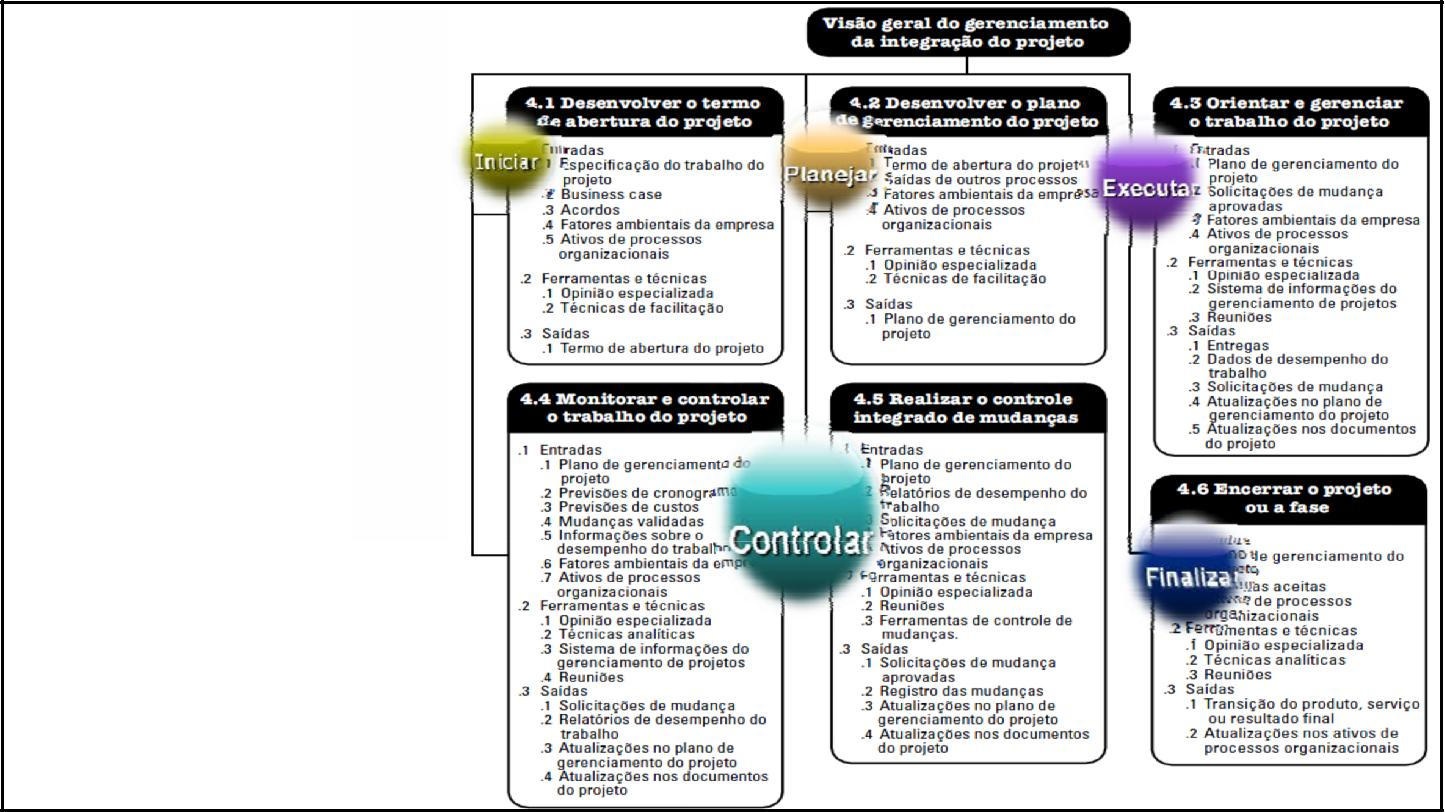 Visão geral do gerenciamento
da integração do projeto
4.1 Desenvolver o termo
de abertura do projeto
Iniciar
Entradas
Especificação do trabalho do
projeto
.2 Business case
.3 Acordos
.4 Fatores ambientais da empresa
.5 Ativos de processos
organizacionais
.2 Ferramentas e técnicas
.1 Opinião especializada
.2 Técnicas de facilitação
.3 Saídas
.1 Termo de abertura do projeto
4.2 Desenvolver o plano
de gerenciamento do projeto
Planejar
Entradas
Termo de abertura do projeto
Saídas de outros processos
.3 Fatores ambientais da empresa
.4 Ativos de processos
organizacionais
.2 Ferramentas e técnicas
.1 Opinião especializada
.2 Técnicas de facilitação
.3 Saídas
.1 Plano de gerenciamento do
projeto
4.3 Orientar e gerenciar
o trabalho do projeto
Executar
Entradas
.1 Plano de gerenciamento do
projeto
Solicitações de mudança
aprovadas
Fatores ambientais da empresa
.4 Ativos de processos
organizacionais
.2 Ferramentas e técnicas
.1 Opinião especializada
.2 Sistema de informações do
gerenciamento de projetos
.3 Reuniões
.3 Saídas
.1 Entregas
.2 Dados de desempenho do
trabalho
.3 Solicitações de mudança
.4 Atualizações no plano de
gerenciamento do projeto
.5 Atualizações nos documentos
do projeto
4.4 Monitorar e controlar
o trabalho do projeto
.1 Entradas
.1 Plano de gerenciamento do
projeto
.2 Previsões de cronograma
.3 Previsões de custos
.4 Mudanças validadas
.5 Informações sobre o
desempenho do trabalho
.6 Fatores ambientais da
.7 Ativos de processos
organizacionais
.2 Ferramentas e técnicas
.1 Opinião especializada
.2 Técnicas analíticas
.3 Sistema de informações do
gerenciamento de projetos
.4 Reuniões
.3 Saídas
.1 Solicitações de mudança
.2 Relatórios de desempenho do
trabalho
.3 Atualizações no plano de
gerenciamento do projeto
.4 Atualizações nos documentos
do projeto
Controlar
4.5 Realizar o controle
integrado de mudanças
Entradas
.1 Plano de gerenciamento do
projeto
.2 Relatórios de desempenho do
trabalho
Solicitações de mudança
Fatores ambientais da empresa
Ativos de processos
organizacionais
Ferramentas e técnicas
.1 Opinião especializada
.2 Reuniões
.3 Ferramentas de controle de
mudanças.
.3 Saídas
.1 Solicitações de mudança
aprovadas
.2 Registro das mudanças
.3 Atualizações no plano de
gerenciamento do projeto
.4 Atualizações nos documentos
do projeto
4.6 Encerrar o projeto
ou a fase
Finalizar
de gerenciamento do
aceitas
de processos
organizacionais
.2 Ferramentas e técnicas
.1 Opinião especializada
.2 Técnicas analíticas
.3 Reuniões
.3 Saídas
.1 Transição do produto, serviço
ou resultado final
.2 Atualizações nos ativos de
processos organizacionais